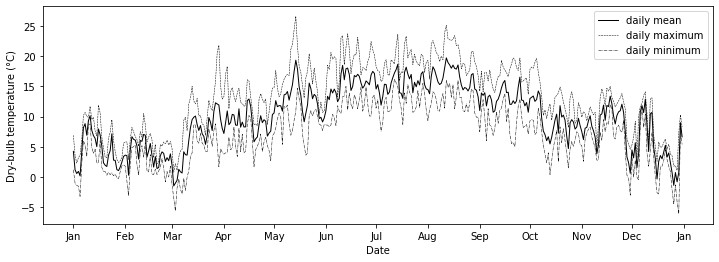 daily mean
daily maximum
daily minimum
Dry-bulb temperature (°C)
25
20
15
10
5
0
−5
Jan Feb Mar Apr May Jun Jul Aug Sep Oct Nov Dec Jan
Date